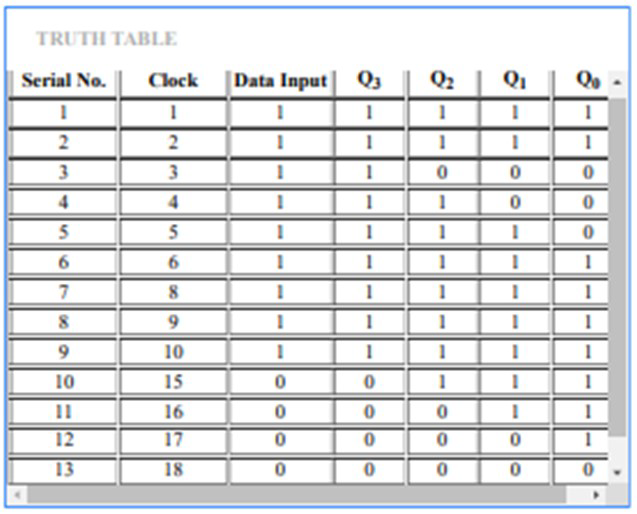 TRUTH TABLE
Serial No. Clock Data Input Q3 Q2 Q1 Q0
1 1 1 1 1 1 1
2 2 1 1 1 1 1
3 3 1 1 0 0 0
4 4 1 1 1 0 0
5 5 1 1 1 1 0
6 6 1 1 1 1 1
7 8 1 1 1 1 1
8 9 1 1 1 1 1
9 10 1 1 1 1 1
10 15 0 0 1 1 1
11 16 0 0 0 1 1
12 17 0 0 0 0 1
13 18 0 0 0 0 0